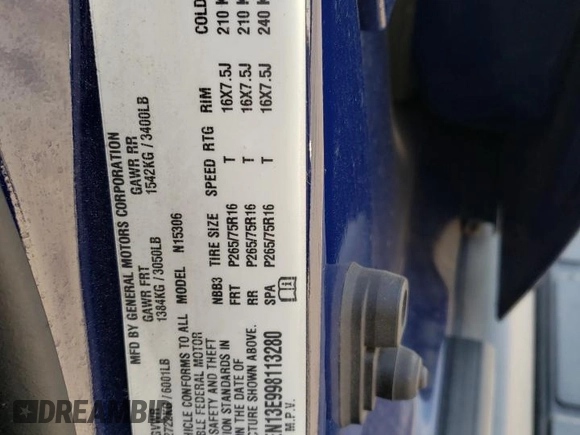 MFD BY GENERAL MOTORS CORPORATION
GAWR FRT GAWR RR
6001LB 1384KG / 3050LB 1542KG / 3400LB
VEHICLE CONFORMS TO ALL MODEL N15306
BLE FEDERAL MOTOR
SAFETY AND THEFT NBB3 TIRE SIZE SPEED RTG RIM COLD
ION STANDARDS IN FRT P265/75R16 T 16X7.5J 210
ON THE DATE OF RR P265/75R16 T 16X7.5J 210
CTURE SHOWN ABOVE. SPA P265/75R16 T 16X7.5J 240
N13E998113280
M.P.V.
DREAMBID